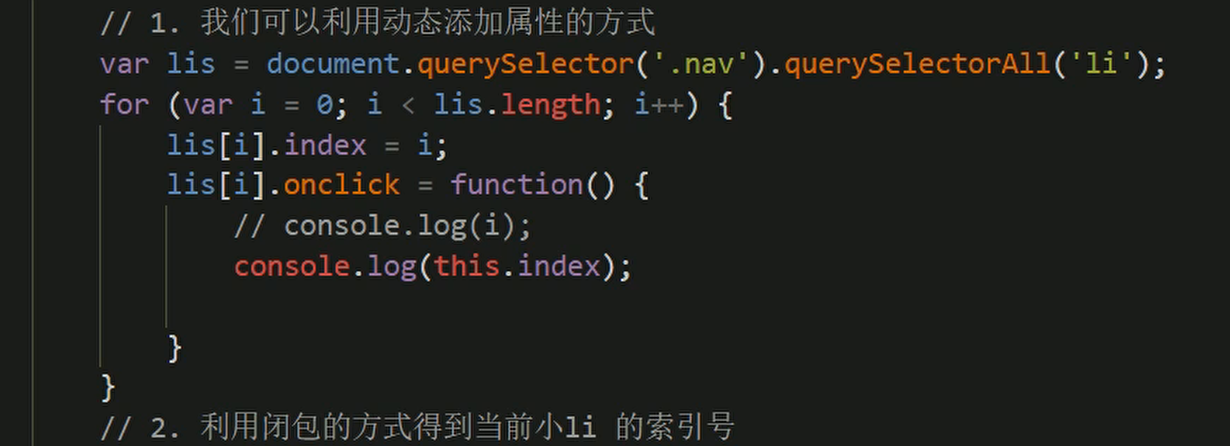 // 1. 我们可以利用动态添加属性的方式
var lis = document.querySelector('.nav').querySelectorAll('li');
for (var i = 0; i < lis.length; i++) {
lis[i].index = i;
lis[i].onclick = function() {
// console.log(i);
console.log(this.index);
}
}
// 2. 利用闭包的方式得到当前小li 的索引号